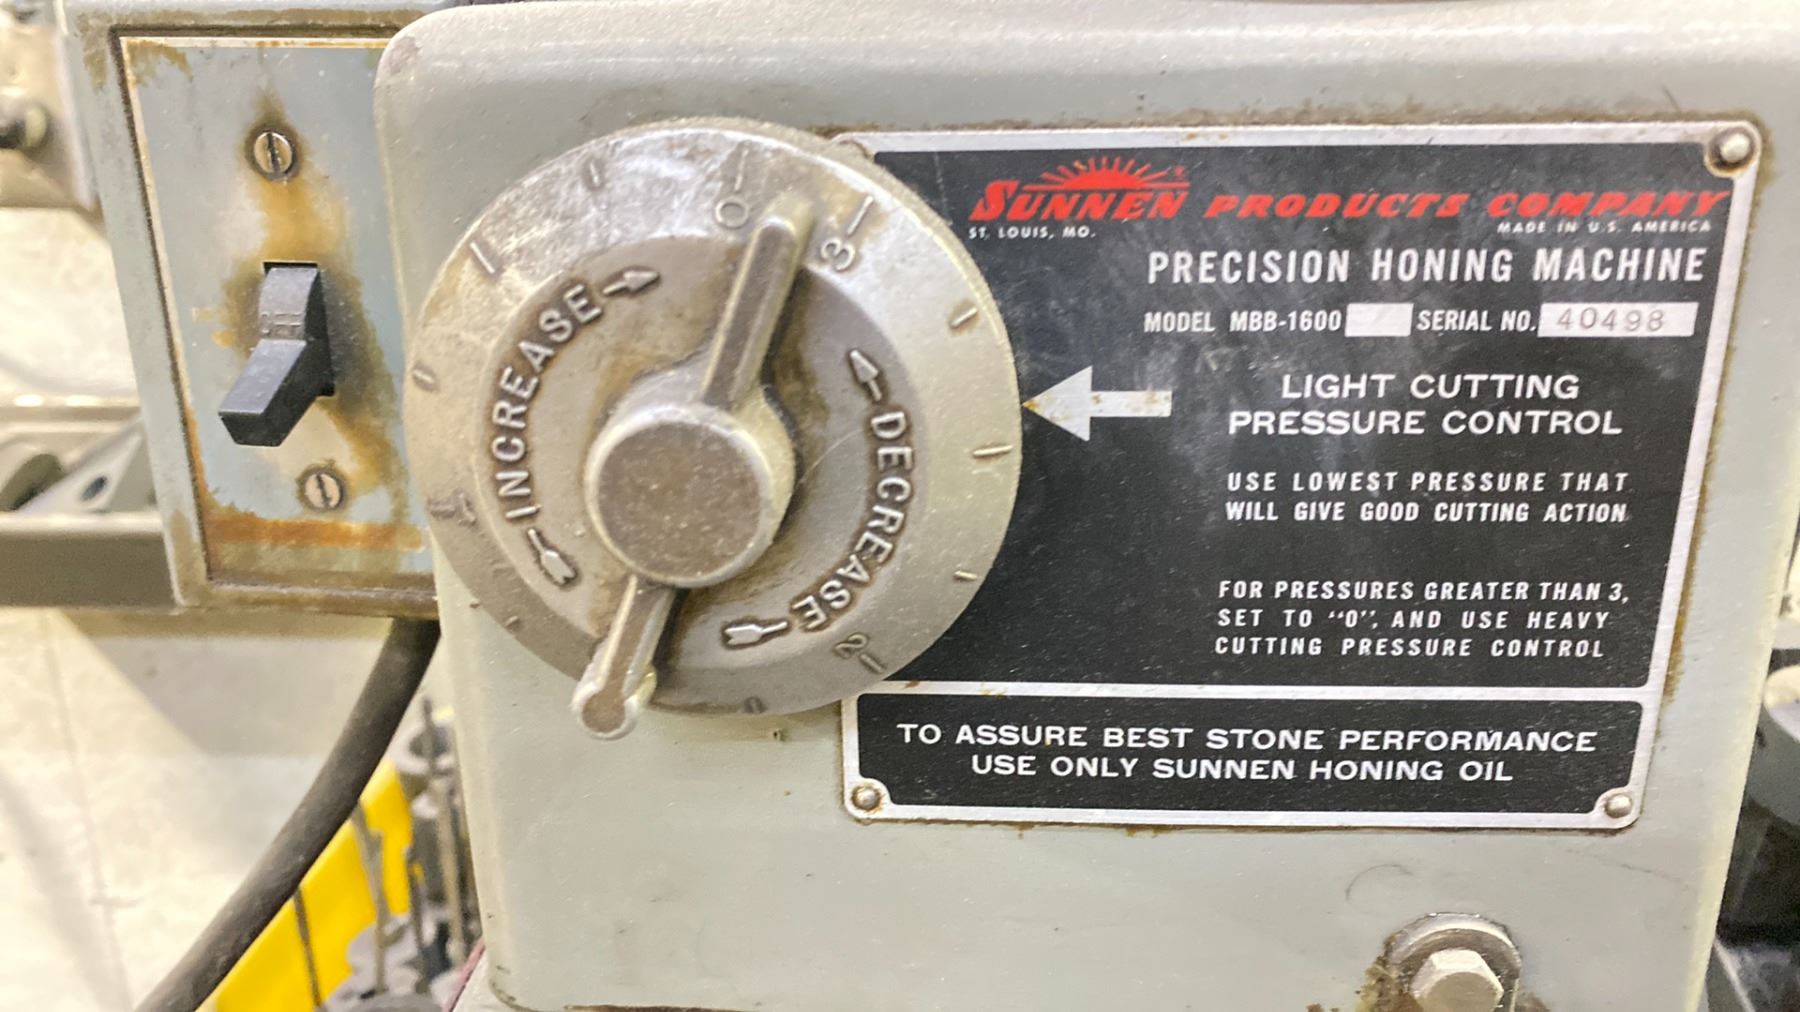 OFF
0
3
INCREASE
DECREASE
1
2
SUNNEN PRODUCTS COMPANY
ST. LOUIS, MO.
MADE IN U.S. AMERICA
PRECISION HONING MACHINE
MODEL MBB-1600 SERIAL NO. 40498
LIGHT CUTTING
PRESSURE CONTROL
USE LOWEST PRESSURE THAT
WILL GIVE GOOD CUTTING ACTION
FOR PRESSURES GREATER THAN 3,
SET TO "0", AND USE HEAVY
CUTTING PRESSURE CONTROL
TO ASSURE BEST STONE PERFORMANCE
USE ONLY SUNNEN HONING OIL